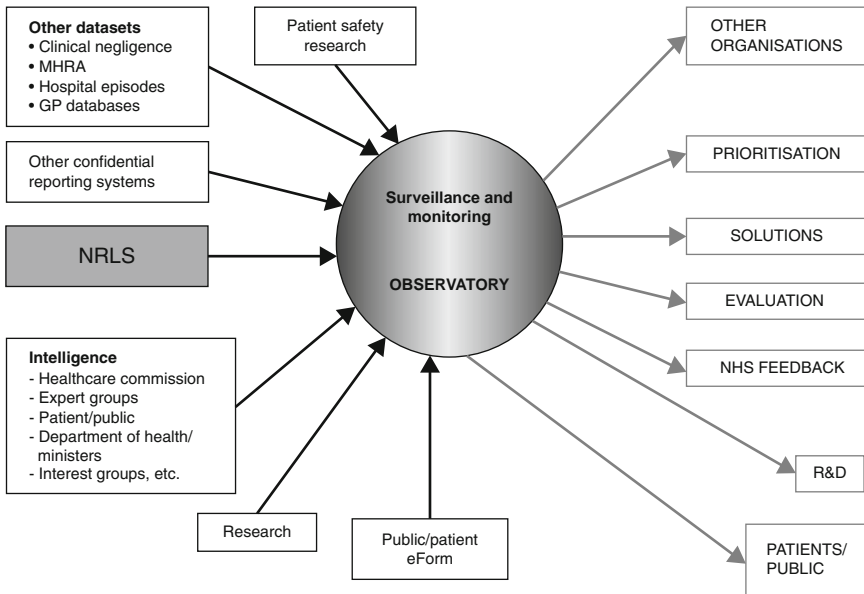 Other datasets
• Clinical negligence
• MHRA
• Hospital episodes
• GP databases
Patient safety
research
Other confidential
reporting systems
NRLS
Intelligence
- Healthcare commission
- Expert groups
- Patient/public
- Department of health/
ministers
- Interest groups, etc.
Research
Public/patient
eForm
Surveillance and
monitoring
OBSERVATORY
OTHER
ORGANISATIONS
PRIORITISATION
SOLUTIONS
EVALUATION
NHS FEEDBACK
R&D
PATIENTS/
PUBLIC